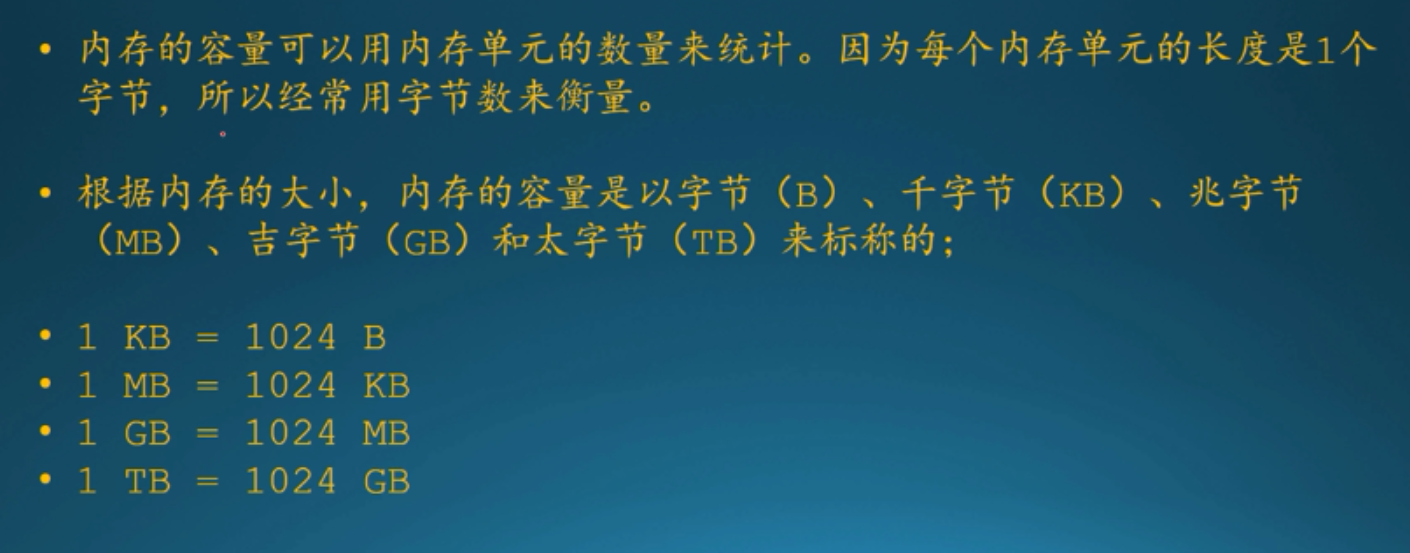 • 内存的容量可以用内存单元的数量来统计。因为每个内存单元的长度是1个
字节，所以经常用字节数来衡量。
• 根据内存的大小，内存的容量是以字节（B）、千字节（KB）、兆字节
（MB）、吉字节（GB）和太字节（TB）来标称的；
• 1 KB = 1024 B
• 1 MB = 1024 KB
• 1 GB = 1024 MB
• 1 TB = 1024 GB